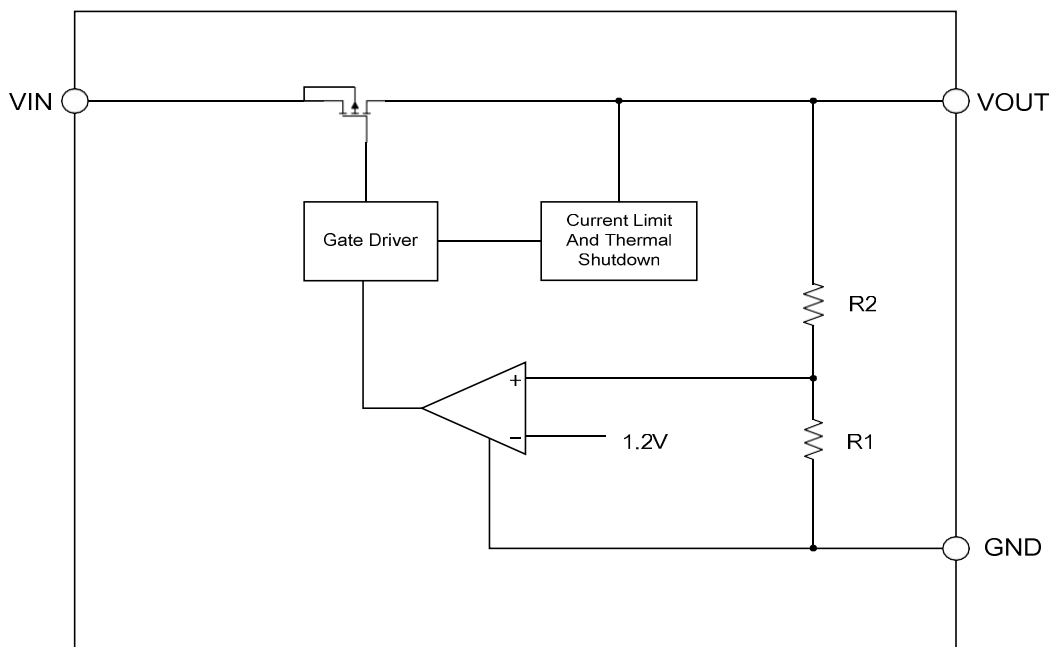 VIN
VOUT
Gate Driver
Current Limit
And Thermal
Shutdown
R2
+
−
1.2V
R1
GND